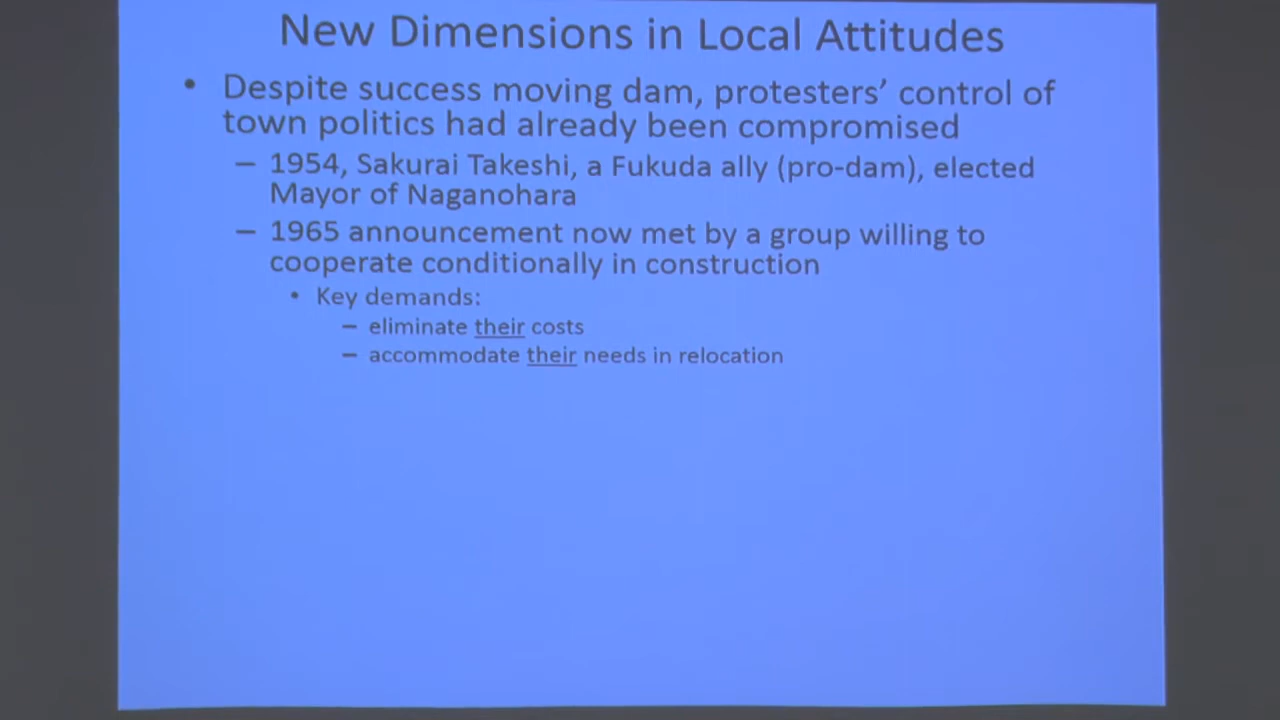 New Dimensions in Local Attitudes
• Despite success moving dam, protesters’ control of
town politics had already been compromised
– 1954, Sakurai Takeshi, a Fukuda ally (pro-dam), elected
Mayor of Naganohara
– 1965 announcement now met by a group willing to
cooperate conditionally in construction
• Key demands:
– eliminate their costs
– accommodate their needs in relocation